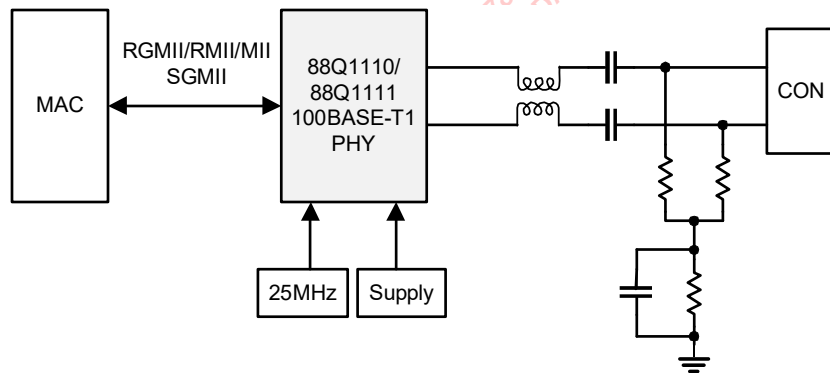 RGMII/RMII/MII
SGMII
MAC
88Q1110/
88Q1111
100BASE-T1
PHY
CON
25MHz
Supply